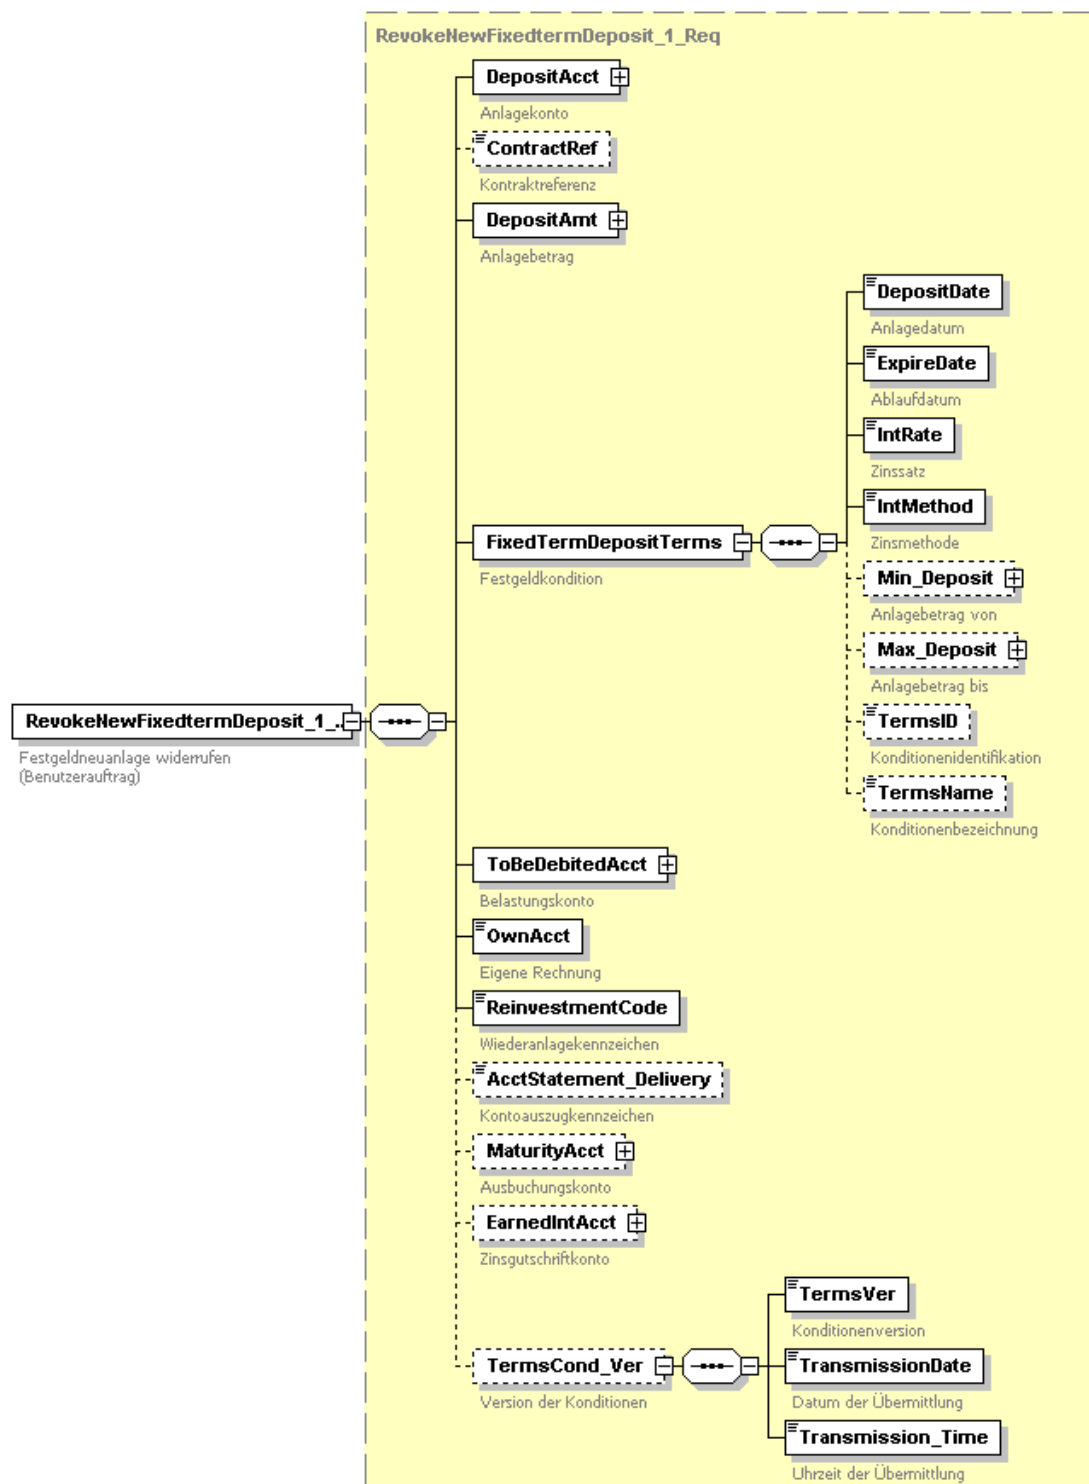 RevokeNewFixedtermDeposit_1_Req
DepositAcct
Anlagekonto
ContractRef
Kontraktreferenz
DepositAmt
Anlagebetrag
DepositDate
Anlagedatum
ExpireDate
Ablaufdatum
IntRate
Zinssatz
IntMethod
Zinsmethode
FixedTermDepositTerms
Festgeldkondition
Min_Deposit
Anlagebetrag von
Max_Deposit
Anlagebetrag bis
TermsID
Konditionenidentifikation
TermsName
Konditionenbezeichnung
RevokeNewFixedtermDeposit_1_...
Festgeldneuanlage widerrufen
(Benutzerauftrag)
ToBeDebitedAcct
Belastungskonto
OwnAcct
Eigene Rechnung
ReinvestmentCode
Wiederanlagekennzeichen
AcctStatement_Delivery
Kontoauszugkennzeichen
MaturityAcct
Ausbuchungskonto
EarnedIntAcct
Zinsgutschriftkonto
TermsCond_Ver
Version der Konditionen
TermsVer
Konditionenversion
TransmissionDate
Datum der Übermittlung
Transmission_Time
Uhrzeit der Übermittlung